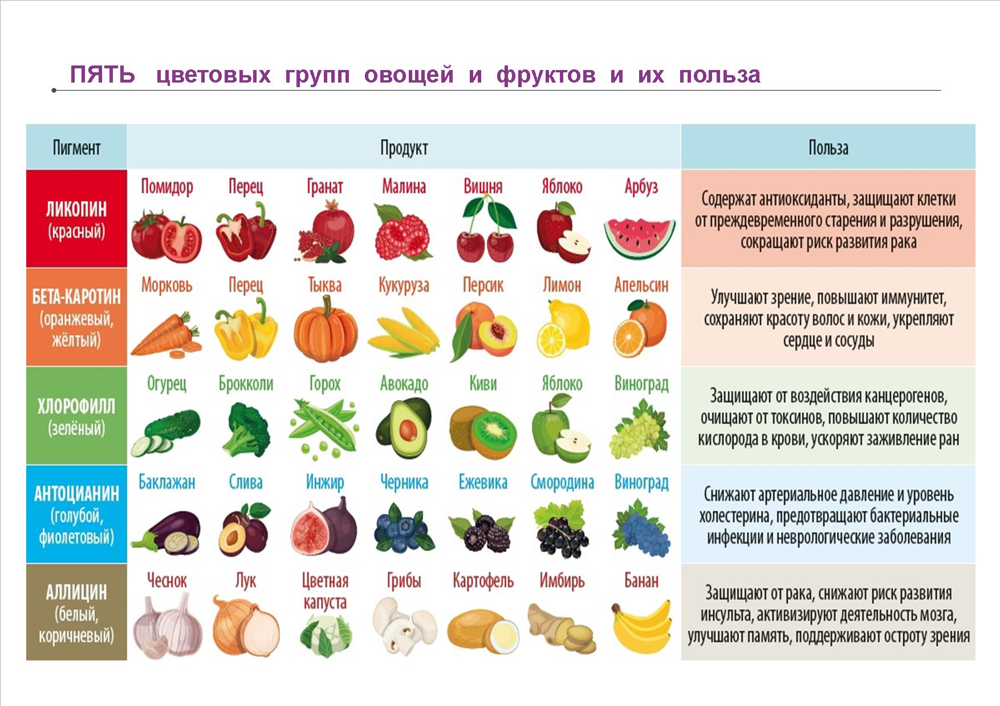 ПЯТЬ цветовых групп овощей и фруктов и их польза
Пигмент Продукт Польза
ЛИКОПИН
(красный)
Помидор Перец Гранат Малина Вишня Яблоко Арбуз
Содержат антиоксиданты, защищают клетки
от преждевременного старения и разрушения,
сокращают риск развития рака
БЕТА-КАРОТИН
(оранжевый,
жёлтый)
Морковь Перец Тыква Кукуруза Персик Лимон Апельсин
Улучшают зрение, повышают иммунитет,
сохраняют красоту волос и кожи, укрепляют
сердце и сосуды
ХЛОРОФИЛЛ
(зелёный)
Огурец Брокколи Горох Авокадо Киви Яблоко Виноград
Защищают от воздействия канцерогенов,
очищают от токсинов, повышают количество
кислорода в крови, ускоряют заживление ран
АНТОЦИАНИН
(голубой,
фиолетовый)
Баклажан Слива Инжир Черника Ежевика Смородина Виноград
Снижают артериальное давление и уровень
холестерина, предотвращают бактериальные
инфекции и неврологические заболевания
АЛЛИЦИН
(белый,
коричневый)
Чеснок Лук Цветная Грибы Картофель Имбирь Банан
капуста
Защищают от рака, снижают риск развития
инсульта, активизируют деятельность мозга,
улучшают память, поддерживают остроту зрения